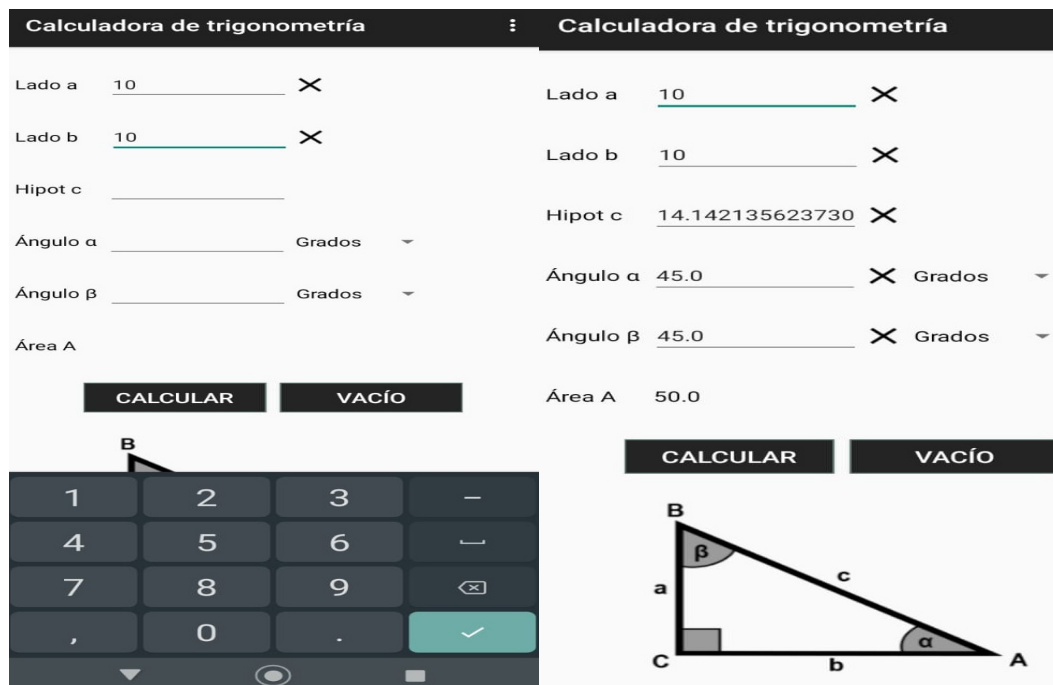 Calculadora de trigonometría
Lado a 10
Lado b 10
Hipot c
Ángulo α Grados
Ángulo β Grados
Área A
CALCULAR VACÍO
B
1 2 3 –
4 5 6
7 8 9
, 0 .
Calculadora de trigonometría
Lado a 10
Lado b 10
Hipot c 14.142135623730
Ángulo α 45.0 Grados
Ángulo β 45.0 Grados
Área A 50.0
CALCULAR VACÍO
B
β
c
a
α
C b A